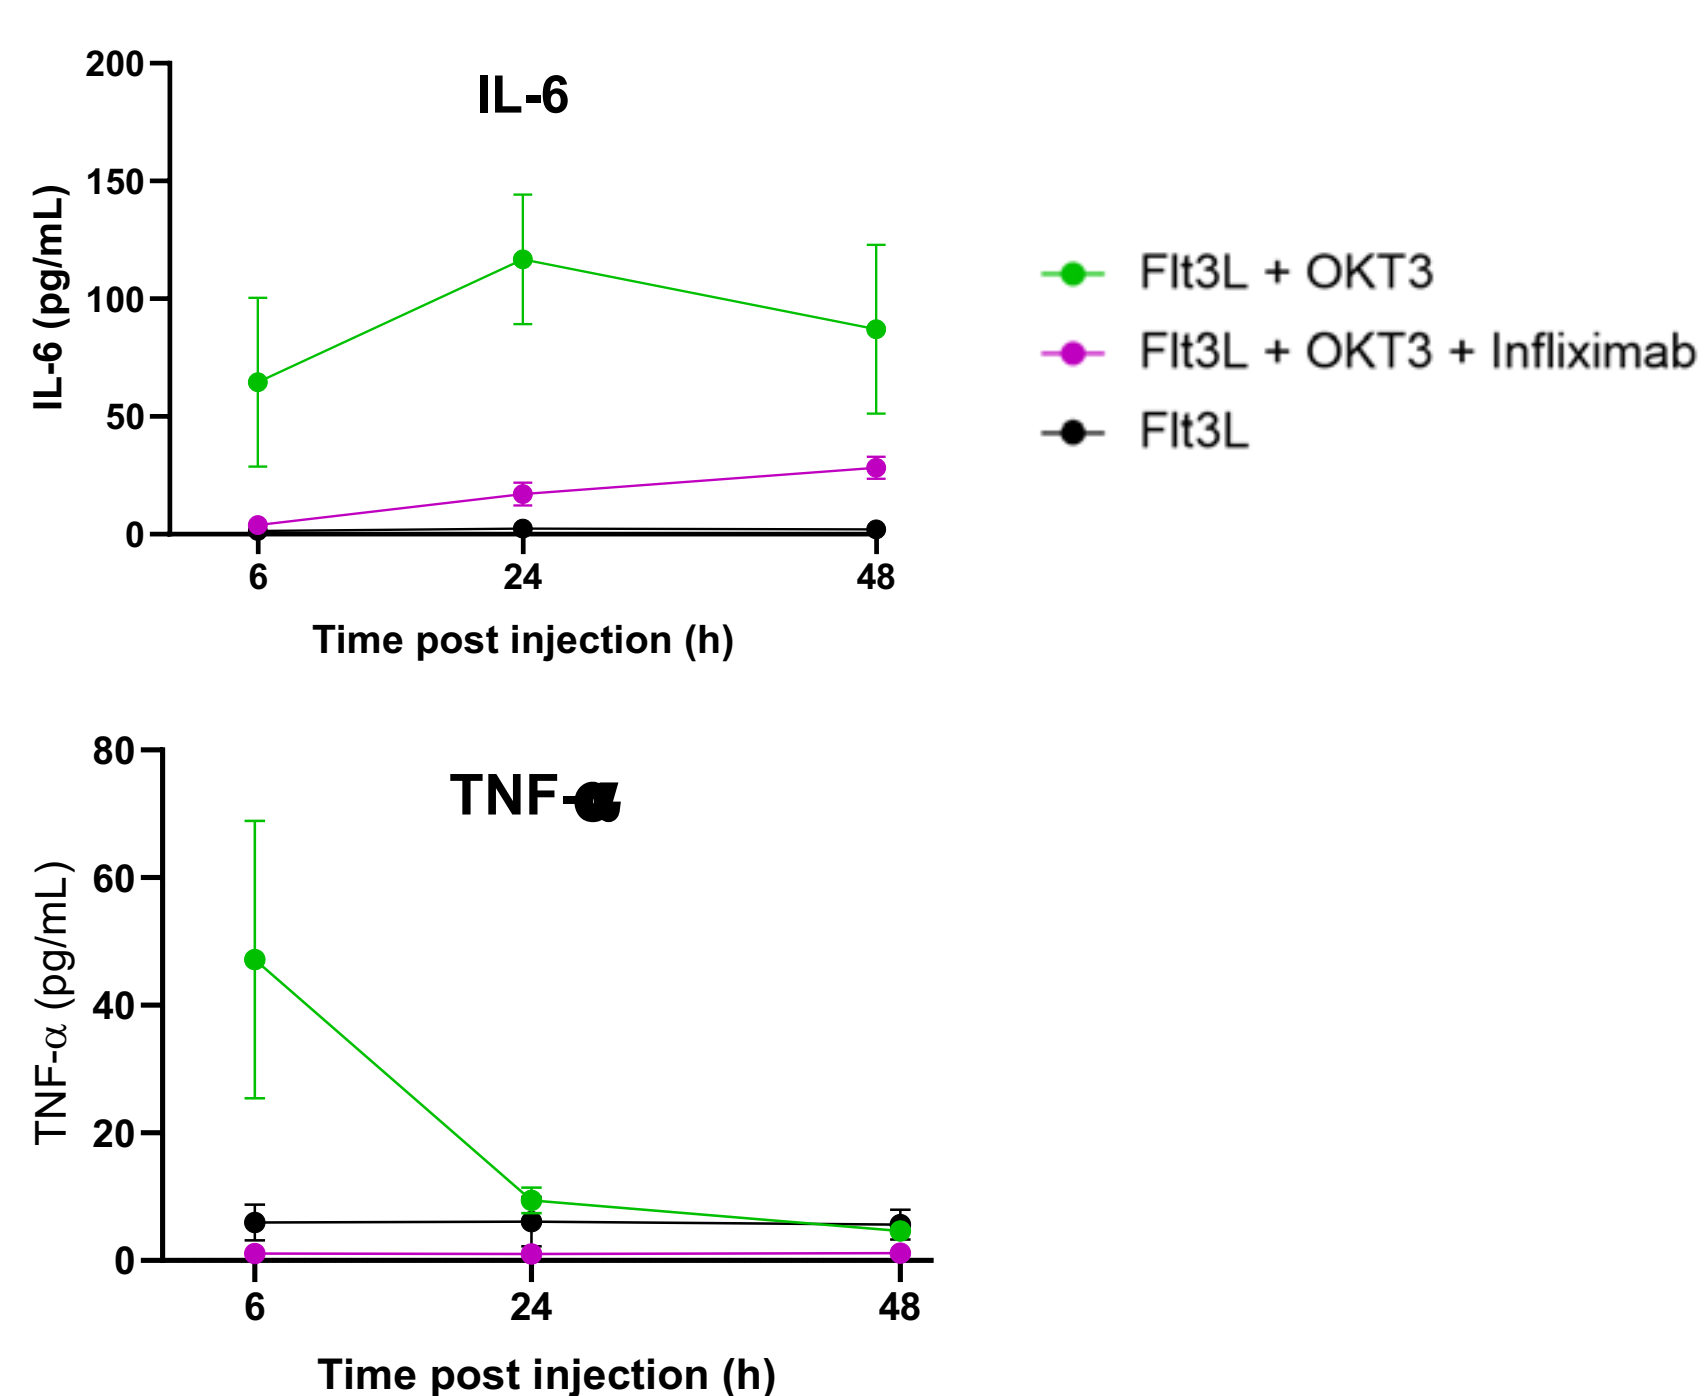 IL-6
200
150
100
50
0
IL-6 (pg/mL)
6 24 48
Time post injection (h)
Flt3L + OKT3
Flt3L + OKT3 + Infliximab
Flt3L
TNF-α
80
60
40
20
0
TNF-α (pg/mL)
6 24 48
Time post injection (h)